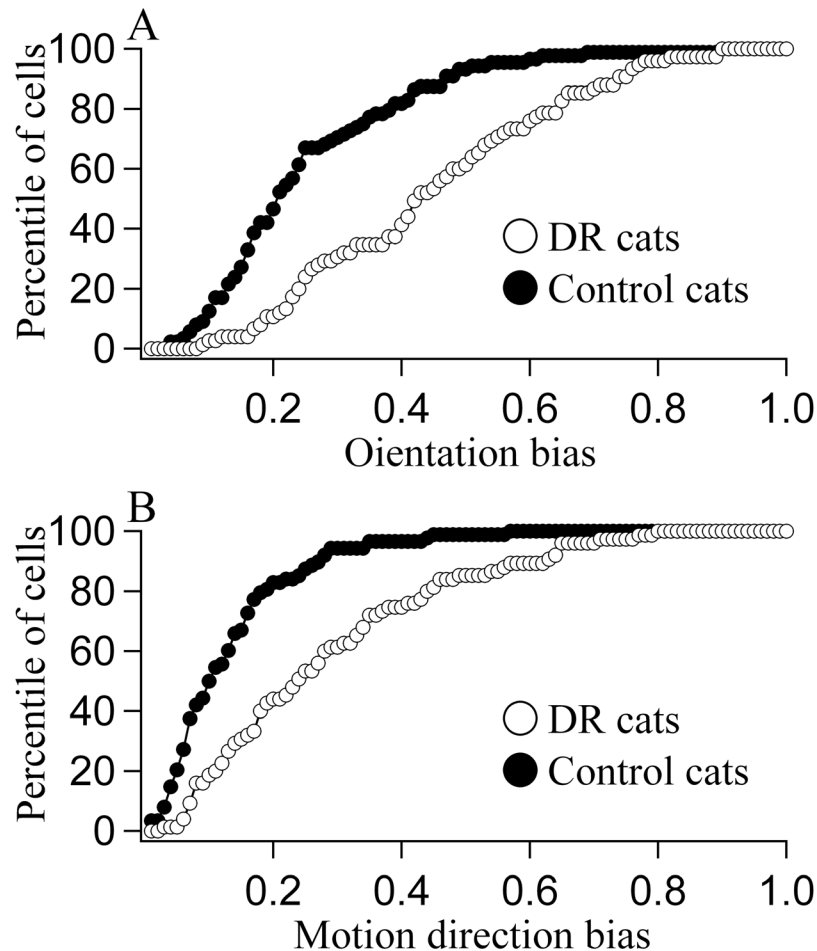 A
Percentile of cells
100
80
60
40
20
0
DR cats
Control cats
0.2 0.4 0.6 0.8 1.0
Oientation bias
B
Percentile of cells
100
80
60
40
20
0
DR cats
Control cats
0.2 0.4 0.6 0.8 1.0
Motion direction bias